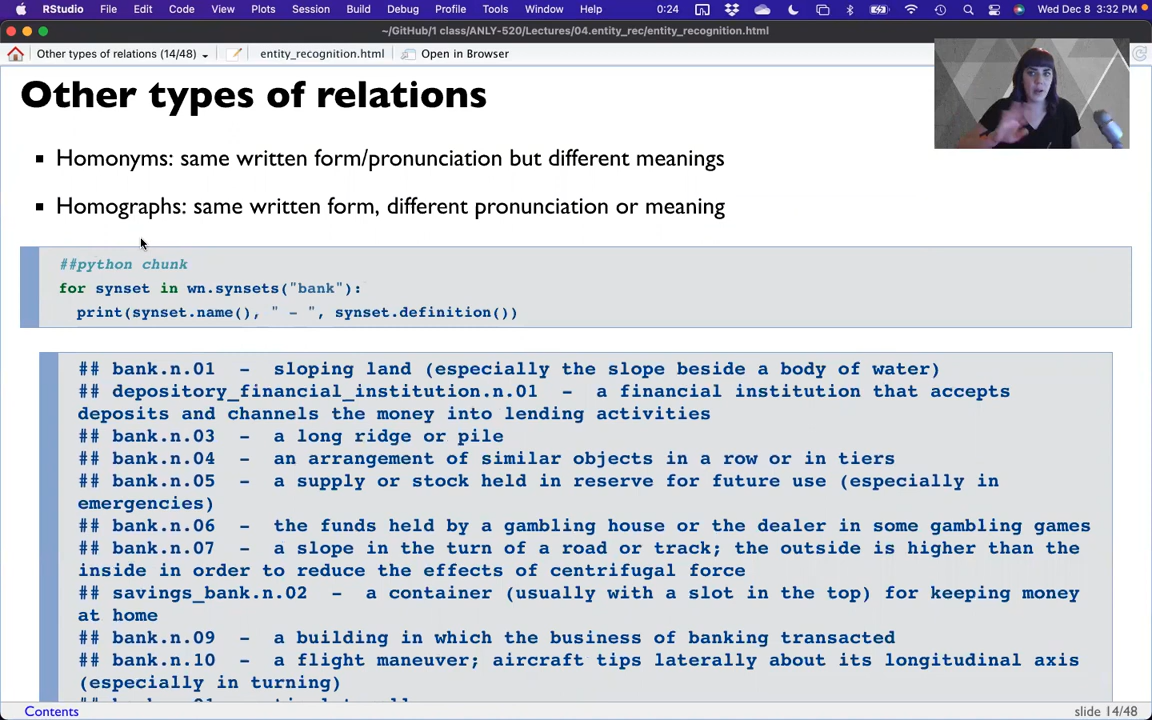 RStudio File Edit Code View Plots Session Build Debug Profile Tools Window Help 0:24 Wed Dec 8 3:32 PM
~/GitHub/1 class/ANLY-520/Lectures/04.entity_rec/entity_recognition.html
Other types of relations (14/48) entity_recognition.html Open in Browser
Other types of relations
Homonyms: same written form/pronunciation but different meanings
Homographs: same written form, different pronunciation or meaning
##python chunk
for synset in wn.synsets("bank"):
print(synset.name(), " - ", synset.definition())
## bank.n.01 - sloping land (especially the slope beside a body of water)
## depository_financial_institution.n.01 - a financial institution that accepts
deposits and channels the money into lending activities
## bank.n.03 - a long ridge or pile
## bank.n.04 - an arrangement of similar objects in a row or in tiers
## bank.n.05 - a supply or stock held in reserve for future use (especially in
emergencies)
## bank.n.06 - the funds held by a gambling house or the dealer in some gambling games
## bank.n.07 - a slope in the turn of a road or track; the outside is higher than the
inside in order to reduce the effects of centrifugal force
## savings_bank.n.02 - a container (usually with a slot in the top) for keeping money
at home
## bank.n.09 - a building in which the business of banking transacted
## bank.n.10 - a flight maneuver; aircraft tips laterally about its longitudinal axis
(especially in turning)
Contents slide 14/48